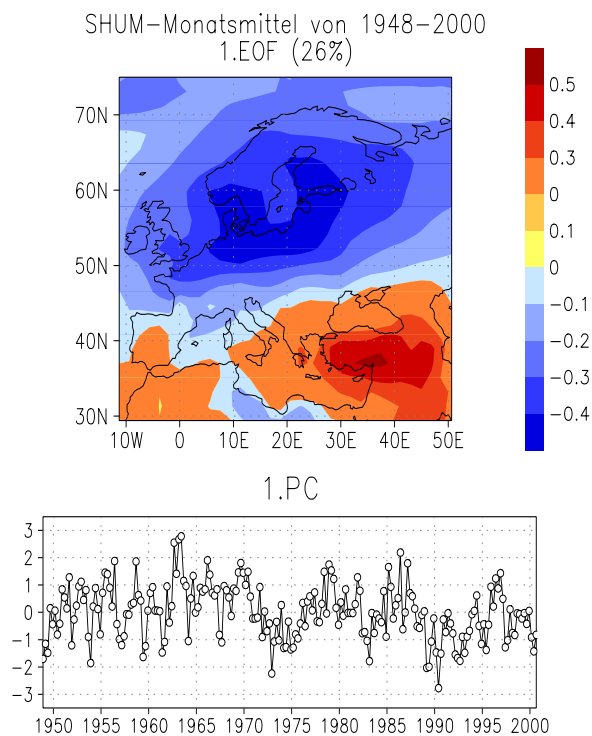 SHUM-Monatsmittel von 1948-2000
1.EOF (26%)
70N
60N
50N
40N
30N
10W 0 10E 20E 30E 40E 50E
0.5
0.4
0.3
0
0.1
0
-0.1
-0.2
-0.3
-0.4
1.PC
3
2
1
0
-1
-2
-3
1950 1955 1960 1965 1970 1975 1980 1985 1990 1995 2000